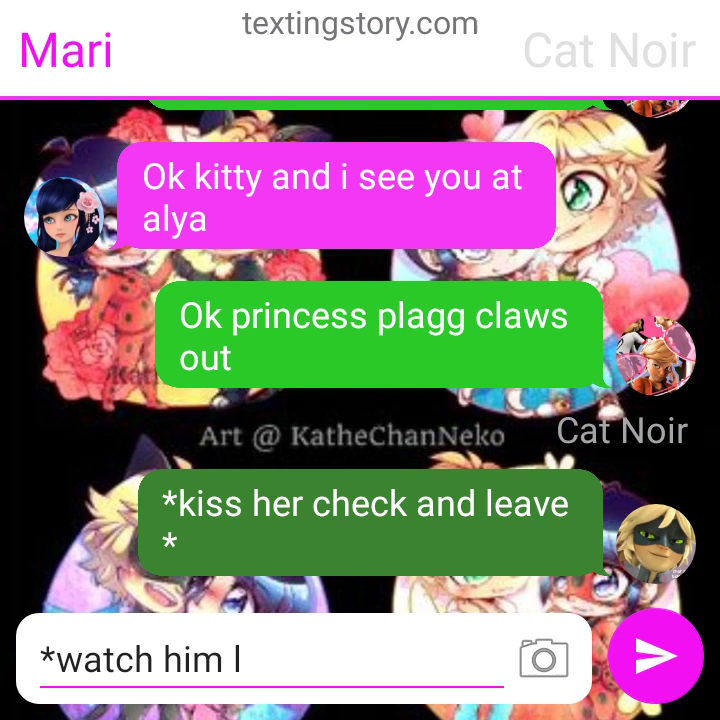 textingstory.com
Mari
Cat Noir
Ok kitty and i see you at
alya
Ok princess plagg claws
out
Art @ KatheChanNeko
Cat Noir
*kiss her check and leave
*
*watch him l